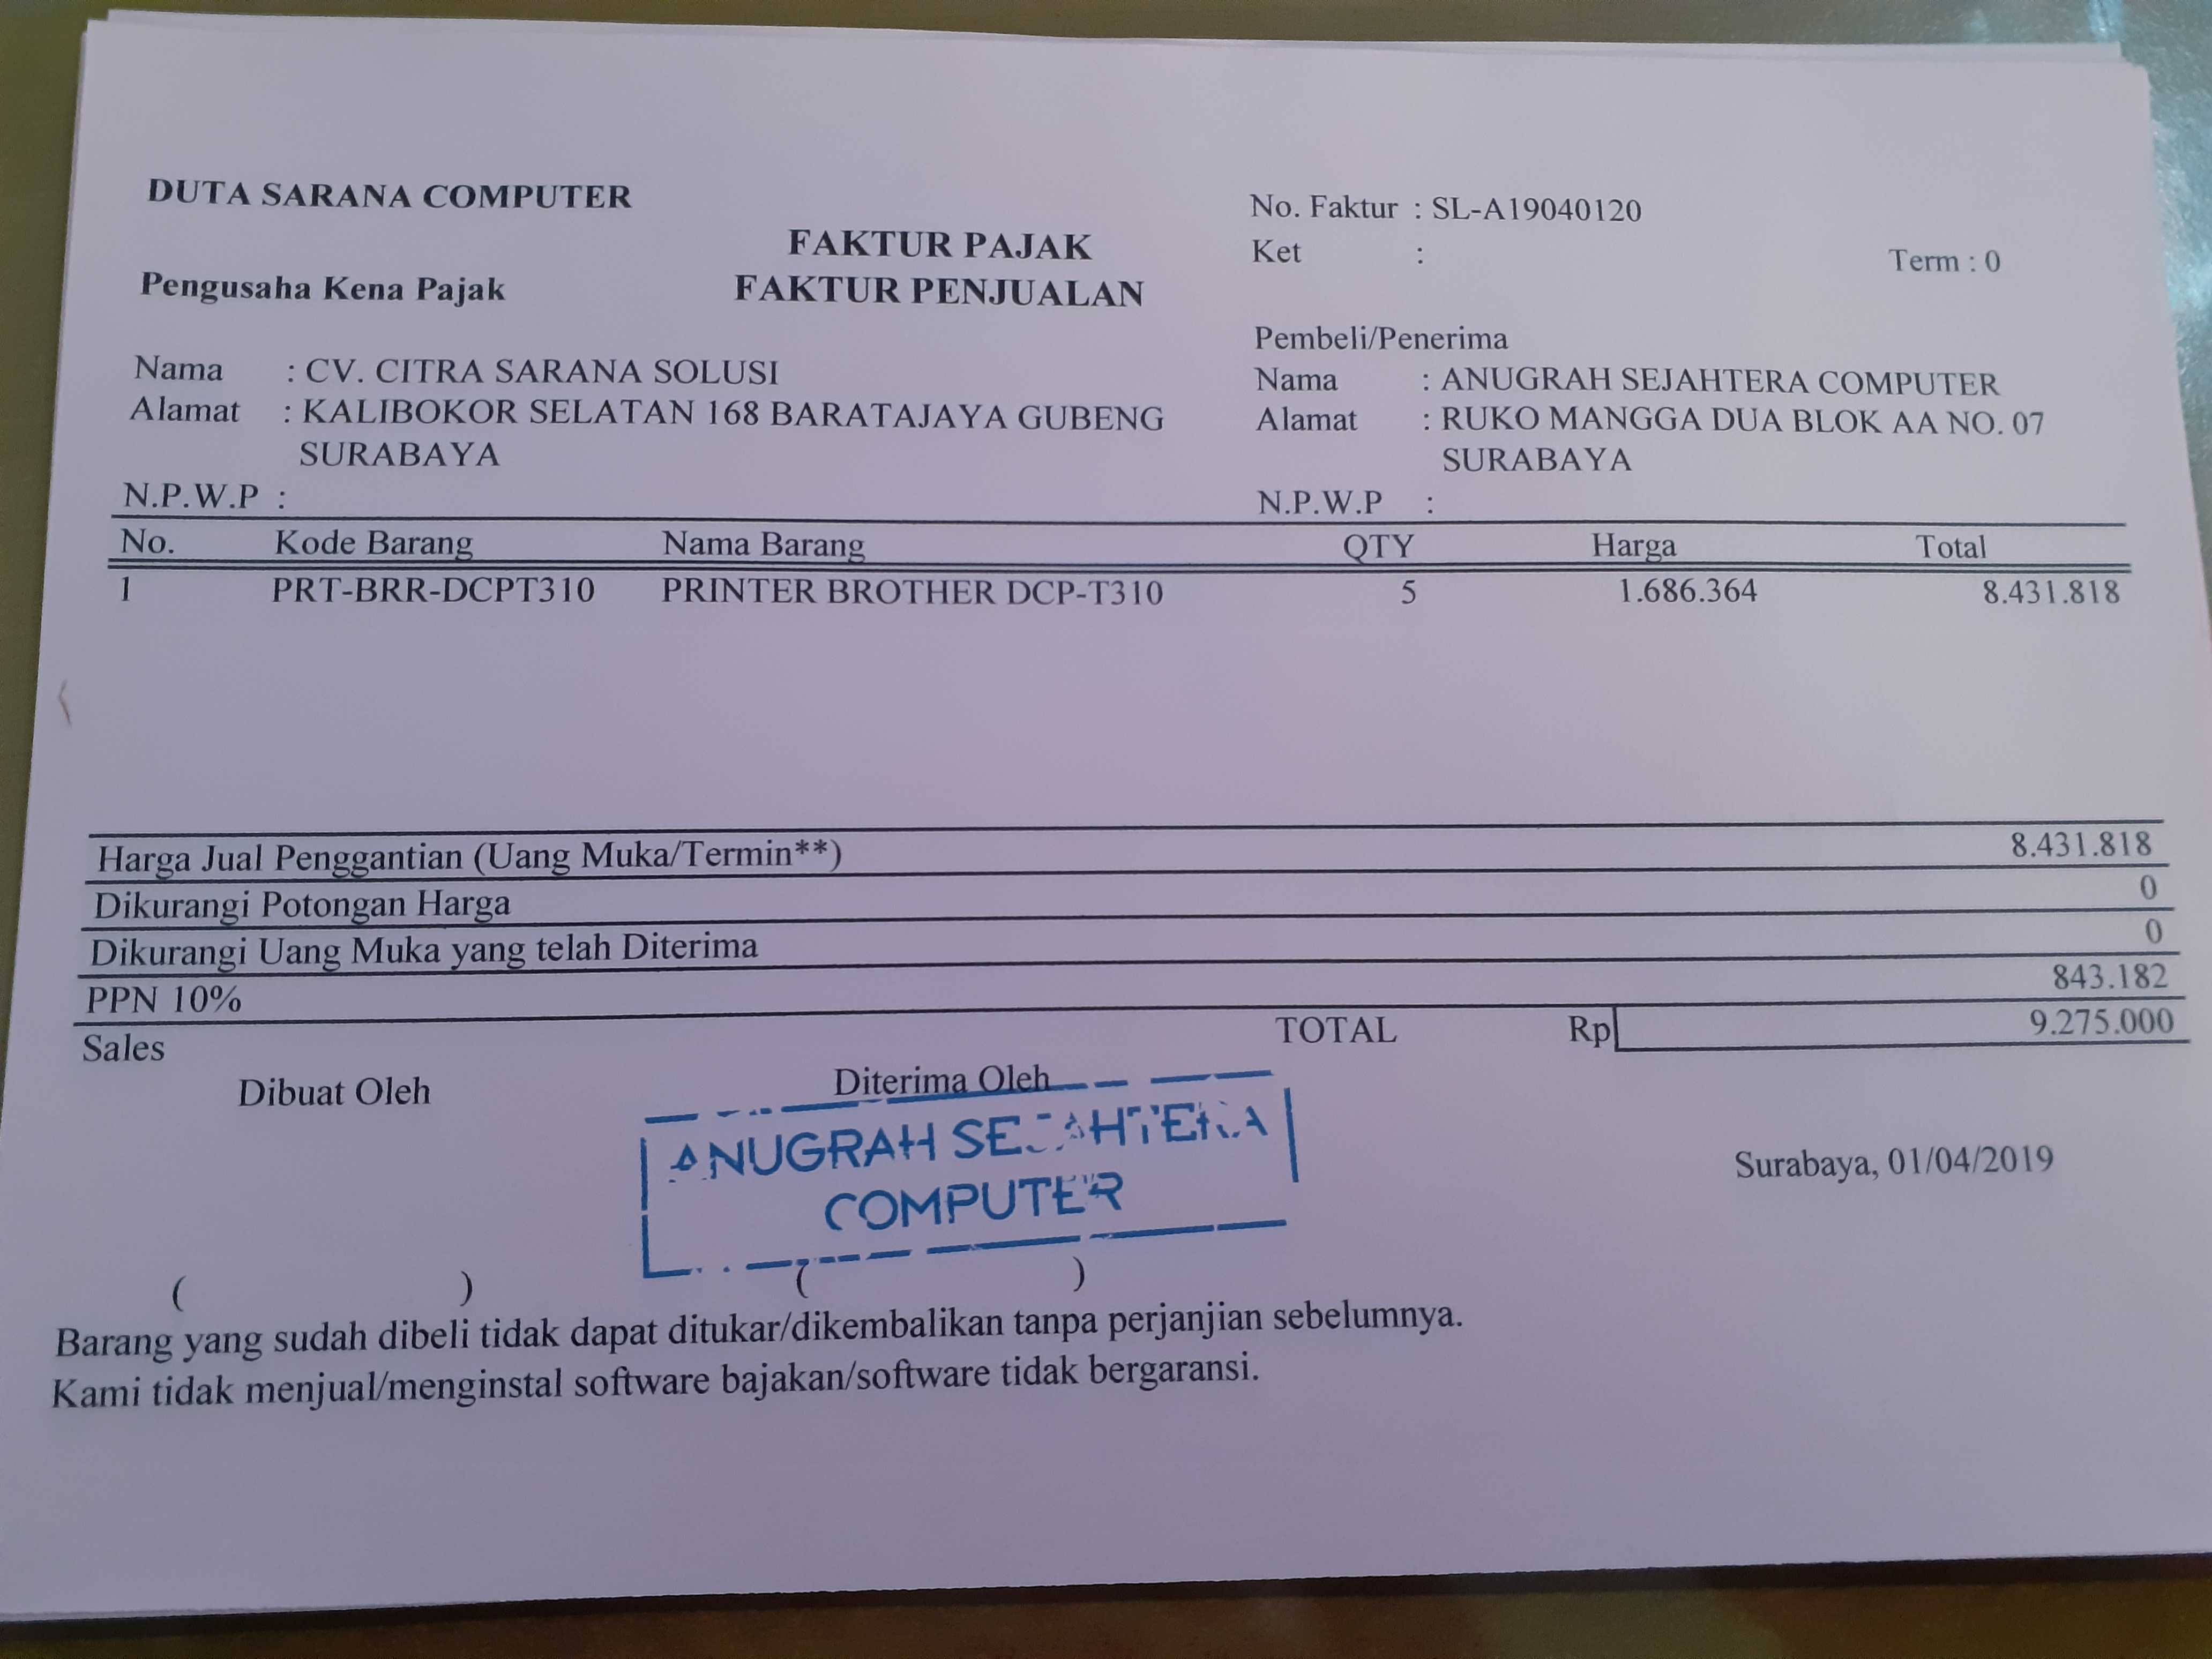 DUTA SARANA COMPUTER
FAKTUR PAJAK
FAKTUR PENJUALAN
Pengusaha Kena Pajak
No. Faktur : SL-A19040120
Ket :
Term : 0
Nama : CV. CITRA SARANA SOLUSI
Alamat : KALIBOKOR SELATAN 168 BARATAJAYA GUBENG
SURABAYA
N.P.W.P :
Pembeli/Penerima
Nama : ANUGRAH SEJAHTERA COMPUTER
Alamat : RUKO MANGGA DUA BLOK AA NO. 07
SURABAYA
N.P.W.P :
No. Kode Barang Nama Barang QTY Harga Total
1 PRT-BRR-DCPT310 PRINTER BROTHER DCP-T310 5 1.686.364 8.431.818
Harga Jual Penggantian (Uang Muka/Termin**) 8.431.818
Dikurangi Potongan Harga 0
Dikurangi Uang Muka yang telah Diterima 0
PPN 10% 843.182
Sales TOTAL Rp 9.275.000
Dibuat Oleh Diterima Oleh
ANUGRAH SEJAHTERA
COMPUTER
Surabaya, 01/04/2019
( ) ( )
Barang yang sudah dibeli tidak dapat ditukar/dikembalikan tanpa perjanjian sebelumnya.
Kami tidak menjual/menginstal software bajakan/software tidak bergaransi.